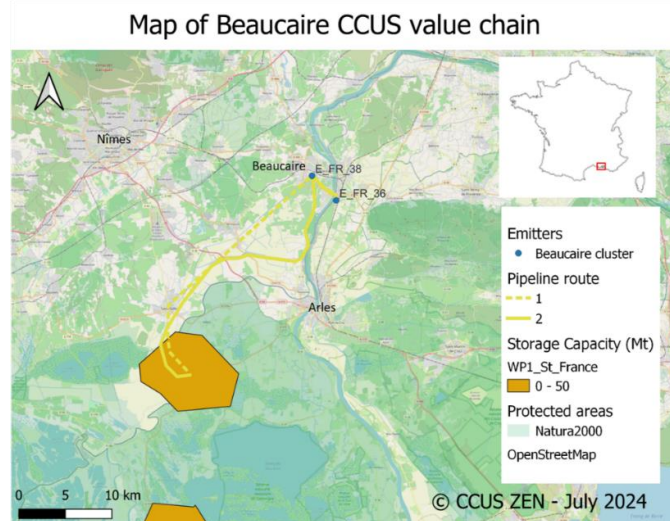 Map of Beaucaire CCUS value chain
Nîmes
Beaucaire
E_FR_38
E_FR_36
Arles
Emitters
Beaucaire cluster
Pipeline route
1
2
Storage Capacity (Mt)
WP1_St_France
0 - 50
Protected areas
Natura2000
OpenStreetMap
0 5 10 km
© CCUS ZEN - July 2024